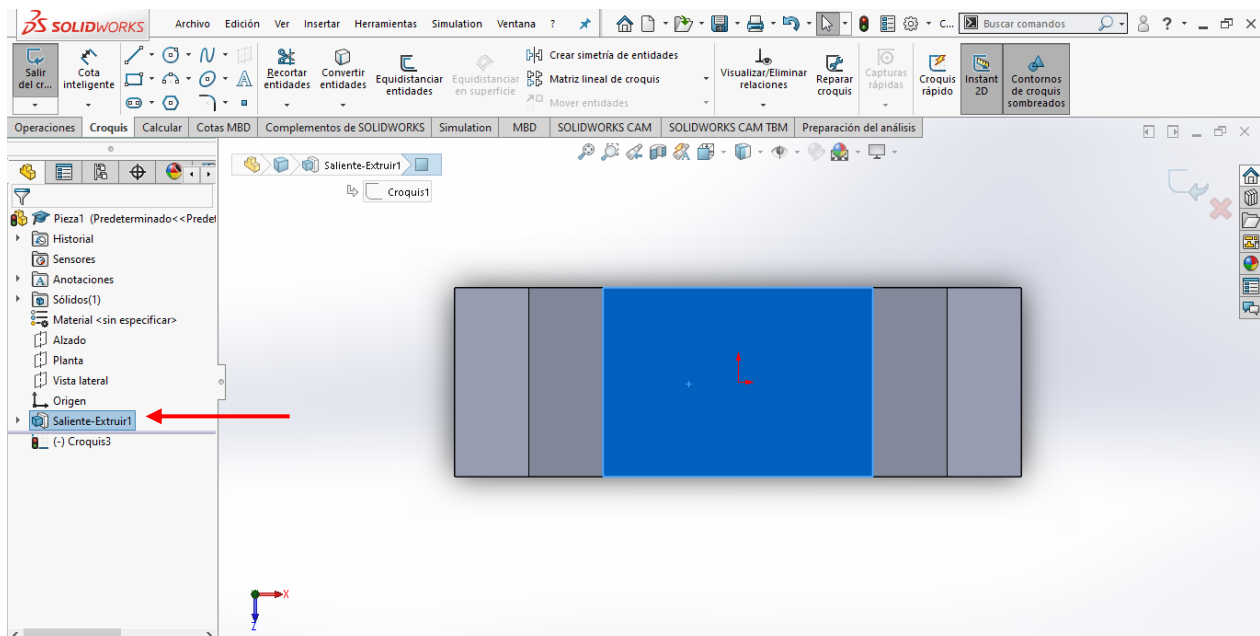 SOLIDWORKS Archivo Edición Ver Insertar Herramientas Simulation Ventana ? C... Buscar comandos ?
Salir del cr...
Cota inteligente
Recortar entidades
Convertir entidades
Equidistanciar entidades
Equidistanciar en superficie
Crear simetría de entidades
Matriz lineal de croquis
Mover entidades
Visualizar/Eliminar relaciones
Reparar croquis
Capturas rápidas
Croquis rápido
Instant 2D
Contornos de croquis sombreados
Operaciones Croquis Calcular Cotas MBD Complementos de SOLIDWORKS Simulation MBD SOLIDWORKS CAM SOLIDWORKS CAM TBM Preparación del análisis
Saliente-Extruir1
Croquis1
Pieza1 (Predeterminado<<Predet
Historial
Sensores
Anotaciones
Sólidos(1)
Material <sin especificar>
Alzado
Planta
Vista lateral
Origen
Saliente-Extruir1
(-) Croquis3
X
Z